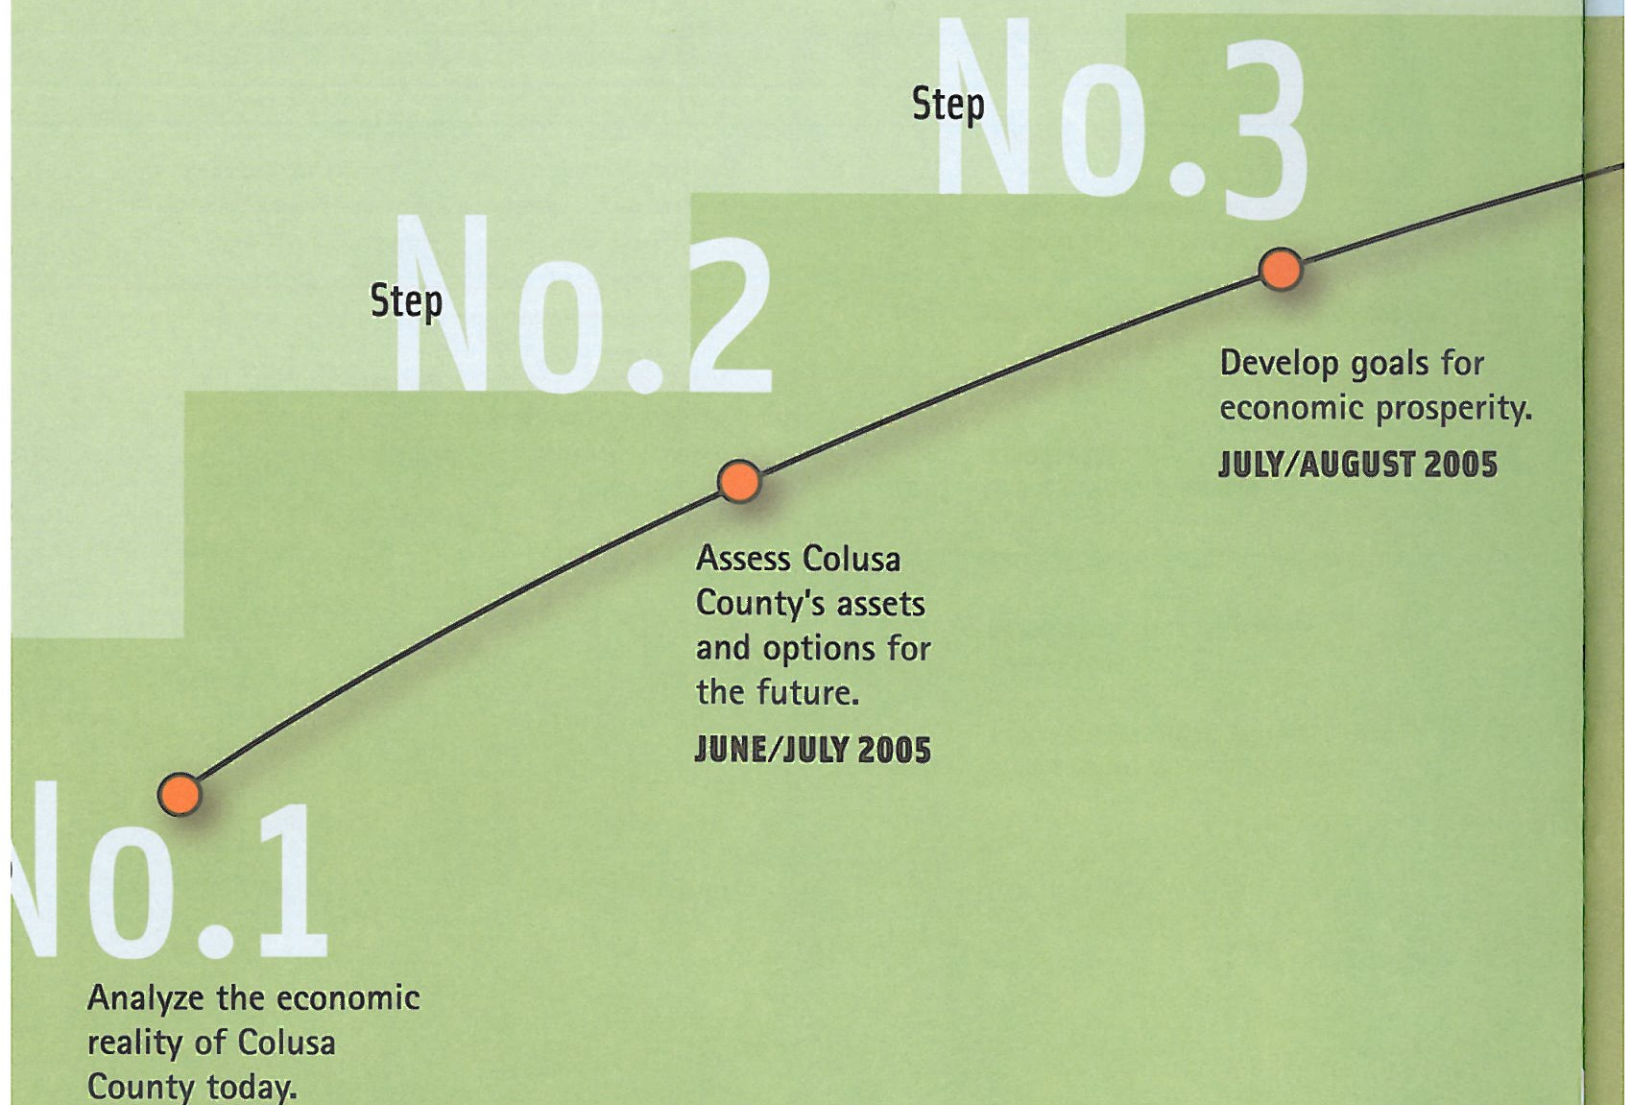 Step No.3
Develop goals for
economic prosperity.
JULY/AUGUST 2005
Step No.2
Assess Colusa
County's assets
and options for
the future.
JUNE/JULY 2005
No.1
Analyze the economic
reality of Colusa
County today.